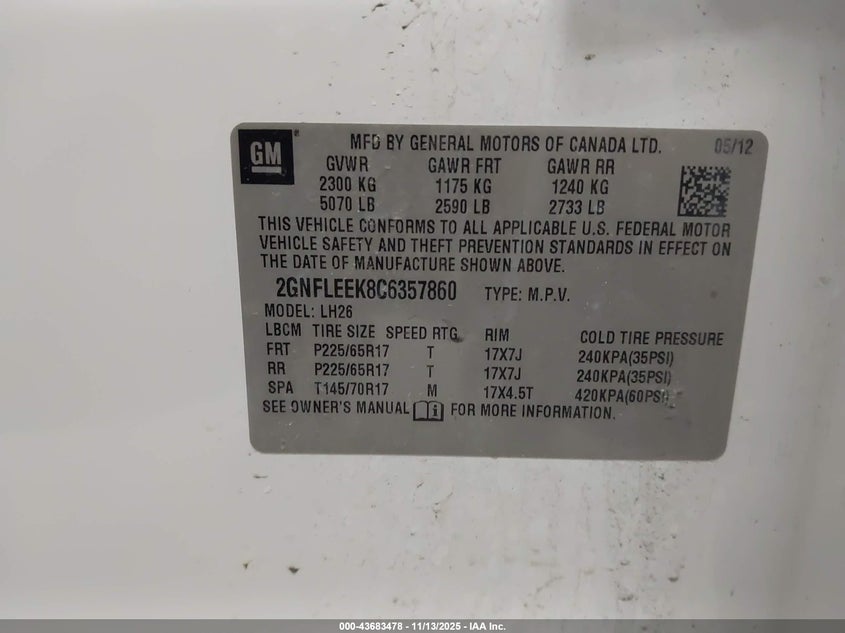 GM MFD BY GENERAL MOTORS OF CANADA LTD. 05/12
GVWR GAWR FRT GAWR RR
2300 KG 1175 KG 1240 KG
5070 LB 2590 LB 2733 LB
THIS VEHICLE CONFORMS TO ALL APPLICABLE U.S. FEDERAL MOTOR
VEHICLE SAFETY AND THEFT PREVENTION STANDARDS IN EFFECT ON
THE DATE OF MANUFACTURE SHOWN ABOVE.
2GNFLEEK8C6357860 TYPE: M.P.V.
MODEL: LH26
LBCM TIRE SIZE SPEED RTG RIM COLD TIRE PRESSURE
FRT P225/65R17 T 17X7J 240KPA(35PSI)
RR P225/65R17 T 17X7J 240KPA(35PSI)
SPA T145/70R17 M 17X4.5T 420KPA(60PSI)
SEE OWNER'S MANUAL FOR MORE INFORMATION.
000-43683478 - 11/13/2025 - IAA Inc.